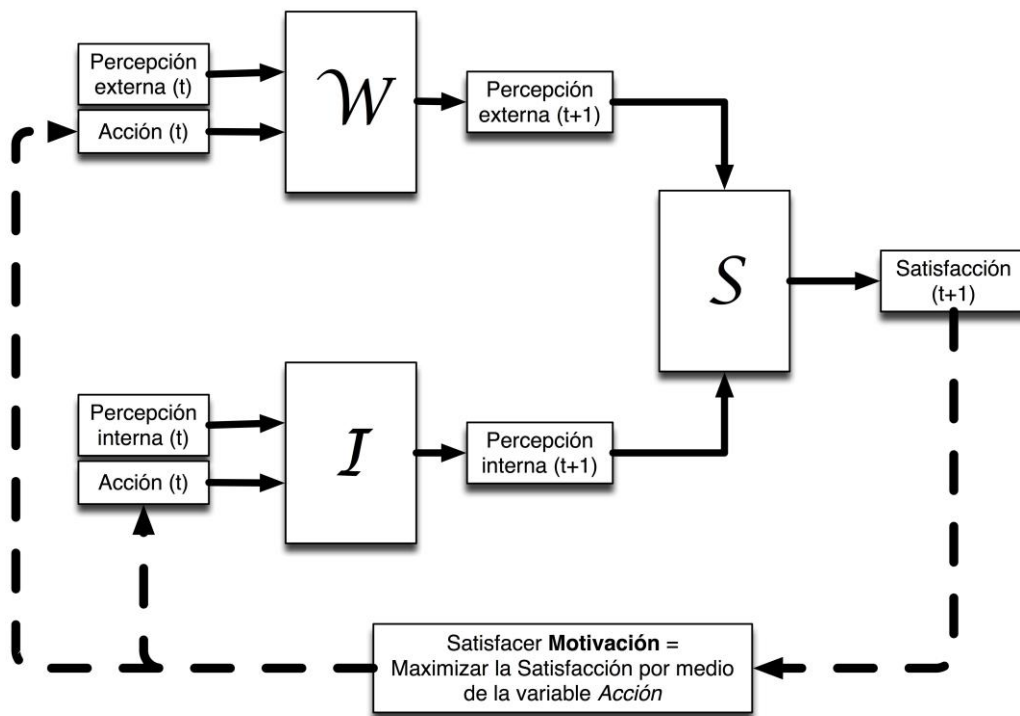 Percepción
externa (t)
Acción (t)
W
Percepción
externa (t+1)
S
Satisfacción
(t+1)
Percepción
interna (t)
Acción (t)
I
Percepción
interna (t+1)
Satisfacer Motivación =
Maximizar la Satisfacción por medio
de la variable Acción